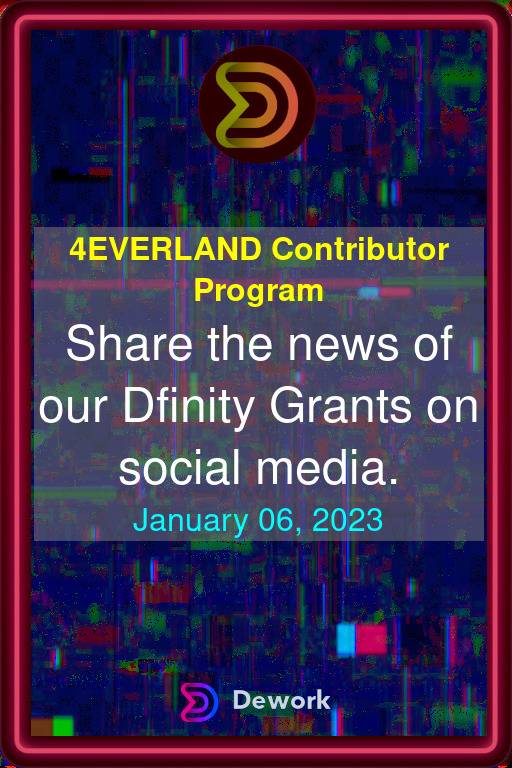 4EVERLAND Contributor
Program
Share the news of
our Dfinity Grants on
social media.
January 06, 2023
Dework